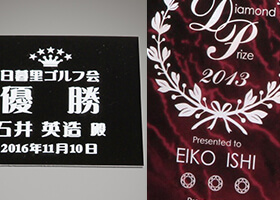 日暮里ゴルフ会
優勝
石井 英造 殿
2016年11月10日
Diamond
Prize
2013
Presented to
EIKO ISHI